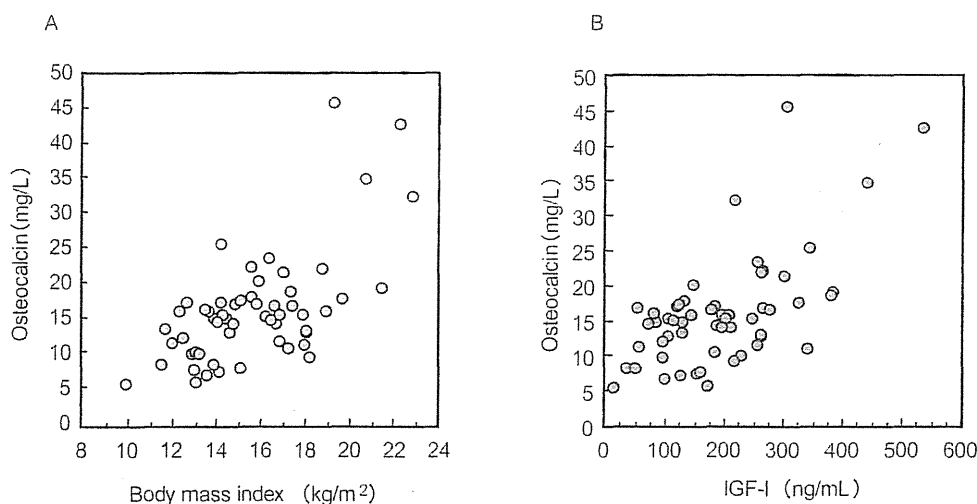 A
B
50
45
40
35
30
25
20
15
10
5
0
Osteocalcin (mg/L)
8 10 12 14 16 18 20 22 24
Body mass index (kg/m²)
50
45
40
35
30
25
20
15
10
5
0
Osteocalcin (mg/L)
0 100 200 300 400 500 600
IGF-I (ng/mL)